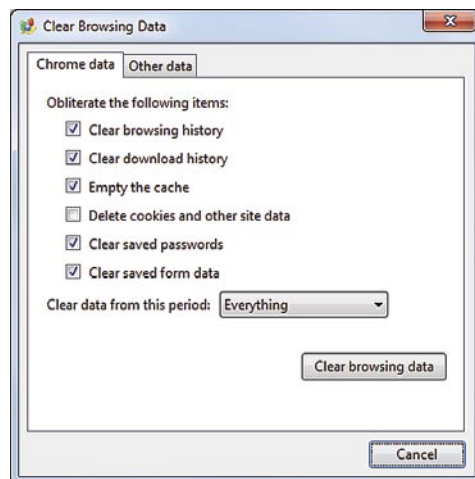 Clear Browsing Data
Chrome data Other data
Obliterate the following items:
Clear browsing history
Clear download history
Empty the cache
Delete cookies and other site data
Clear saved passwords
Clear saved form data
Clear data from this period: Everything
Clear browsing data
Cancel